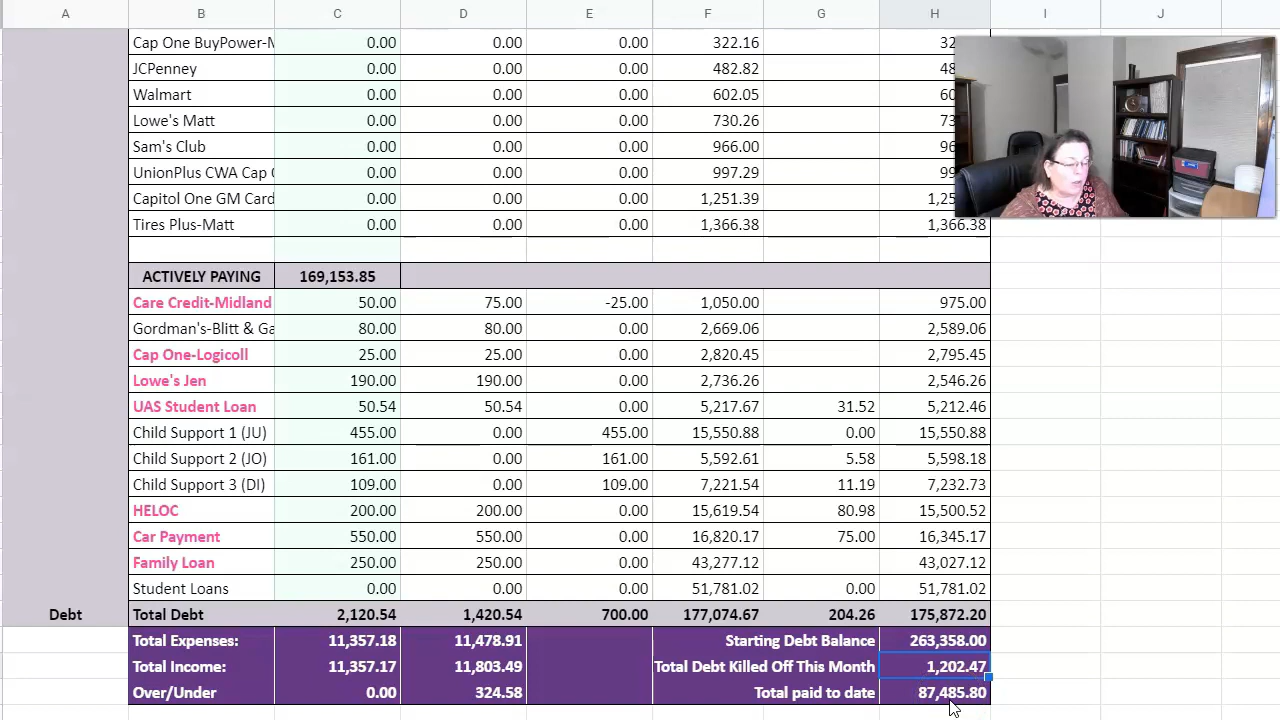 A B C D E F G H I J
Cap One BuyPower-M 0.00 0.00 0.00 322.16 32
JCPenney 0.00 0.00 0.00 482.82 48
Walmart 0.00 0.00 0.00 602.05 60
Lowe's Matt 0.00 0.00 0.00 730.26 73
Sam's Club 0.00 0.00 0.00 966.00 96
UnionPlus CWA Cap 0.00 0.00 0.00 997.29 99
Capitol One GM Card 0.00 0.00 0.00 1,251.39 1,25
Tires Plus-Matt 0.00 0.00 0.00 1,366.38 1,366.38
ACTIVELY PAYING 169,153.85
Care Credit-Midland 50.00 75.00 -25.00 1,050.00 975.00
Gordman's-Blitt & Ga 80.00 80.00 0.00 2,669.06 2,589.06
Cap One-Logicoll 25.00 25.00 0.00 2,820.45 2,795.45
Lowe's Jen 190.00 190.00 0.00 2,736.26 2,546.26
UAS Student Loan 50.54 50.54 0.00 5,217.67 31.52 5,212.46
Child Support 1 (JU) 455.00 0.00 455.00 15,550.88 0.00 15,550.88
Child Support 2 (JO) 161.00 0.00 161.00 5,592.61 5.58 5,598.18
Child Support 3 (DI) 109.00 0.00 109.00 7,221.54 11.19 7,232.73
HELOC 200.00 200.00 0.00 15,619.54 80.98 15,500.52
Car Payment 550.00 550.00 0.00 16,820.17 75.00 16,345.17
Family Loan 250.00 250.00 0.00 43,277.12 43,027.12
Student Loans 0.00 0.00 0.00 51,781.02 0.00 51,781.02
Debt Total Debt 2,120.54 1,420.54 700.00 177,074.67 204.26 175,872.20
Total Expenses: 11,357.18 11,478.91 Starting Debt Balance 263,358.00
Total Income: 11,357.17 11,803.49 Total Debt Killed Off This Month 1,202.47
Over/Under 0.00 324.58 Total paid to date 87,485.80